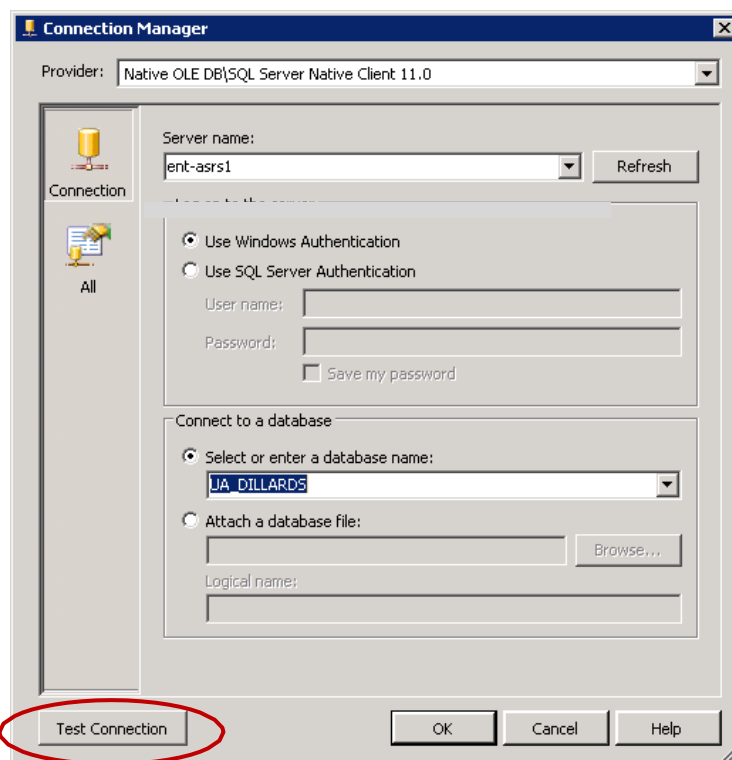 Connection Manager
Provider: Native OLE DB\SQL Server Native Client 11.0
Connection
All
Server name:
ent-asrs1
Refresh
Use Windows Authentication
Use SQL Server Authentication
User name:
Password:
Save my password
Connect to a database
Select or enter a database name:
UA_DILLARDS
Attach a database file:
Browse...
Logical name:
Test Connection OK Cancel Help